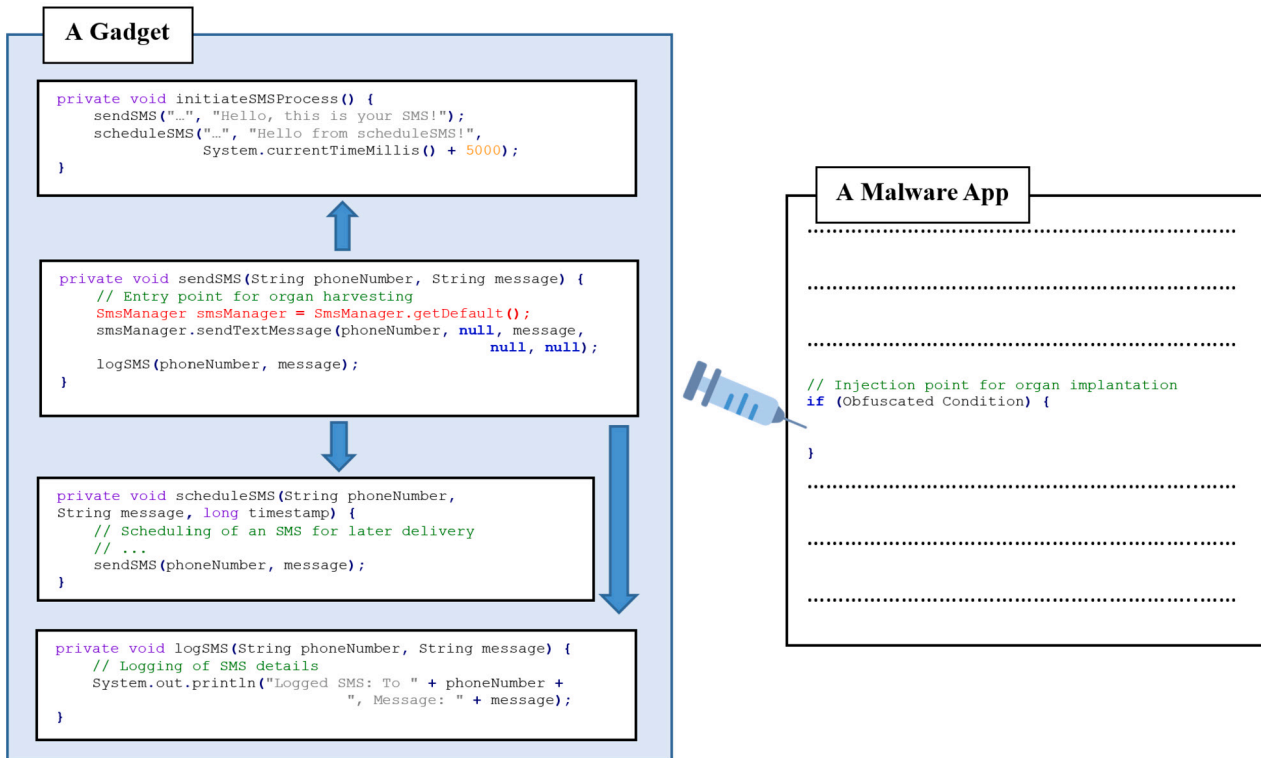 A Gadget
private void initiateSMSProcess() {
sendSMS("…", "Hello, this is your SMS!");
scheduleSMS("…", "Hello from scheduleSMS!",
System.currentTimeMillis() + 5000);
}
private void sendSMS(String phoneNumber, String message) {
// Entry point for organ harvesting
SmsManager smsManager = SmsManager.getDefault();
smsManager.sendTextMessage(phoneNumber, null, message,
null, null);
logSMS(phoneNumber, message);
}
private void scheduleSMS(String phoneNumber,
String message, long timestamp) {
// Scheduling of an SMS for later delivery
// ...
sendSMS(phoneNumber, message);
}
private void logSMS(String phoneNumber, String message) {
// Logging of SMS details
System.out.println("Logged SMS: To " + phoneNumber +
", Message: " + message);
}
A Malware App
// Injection point for organ implantation
if (Obfuscated Condition) {
}